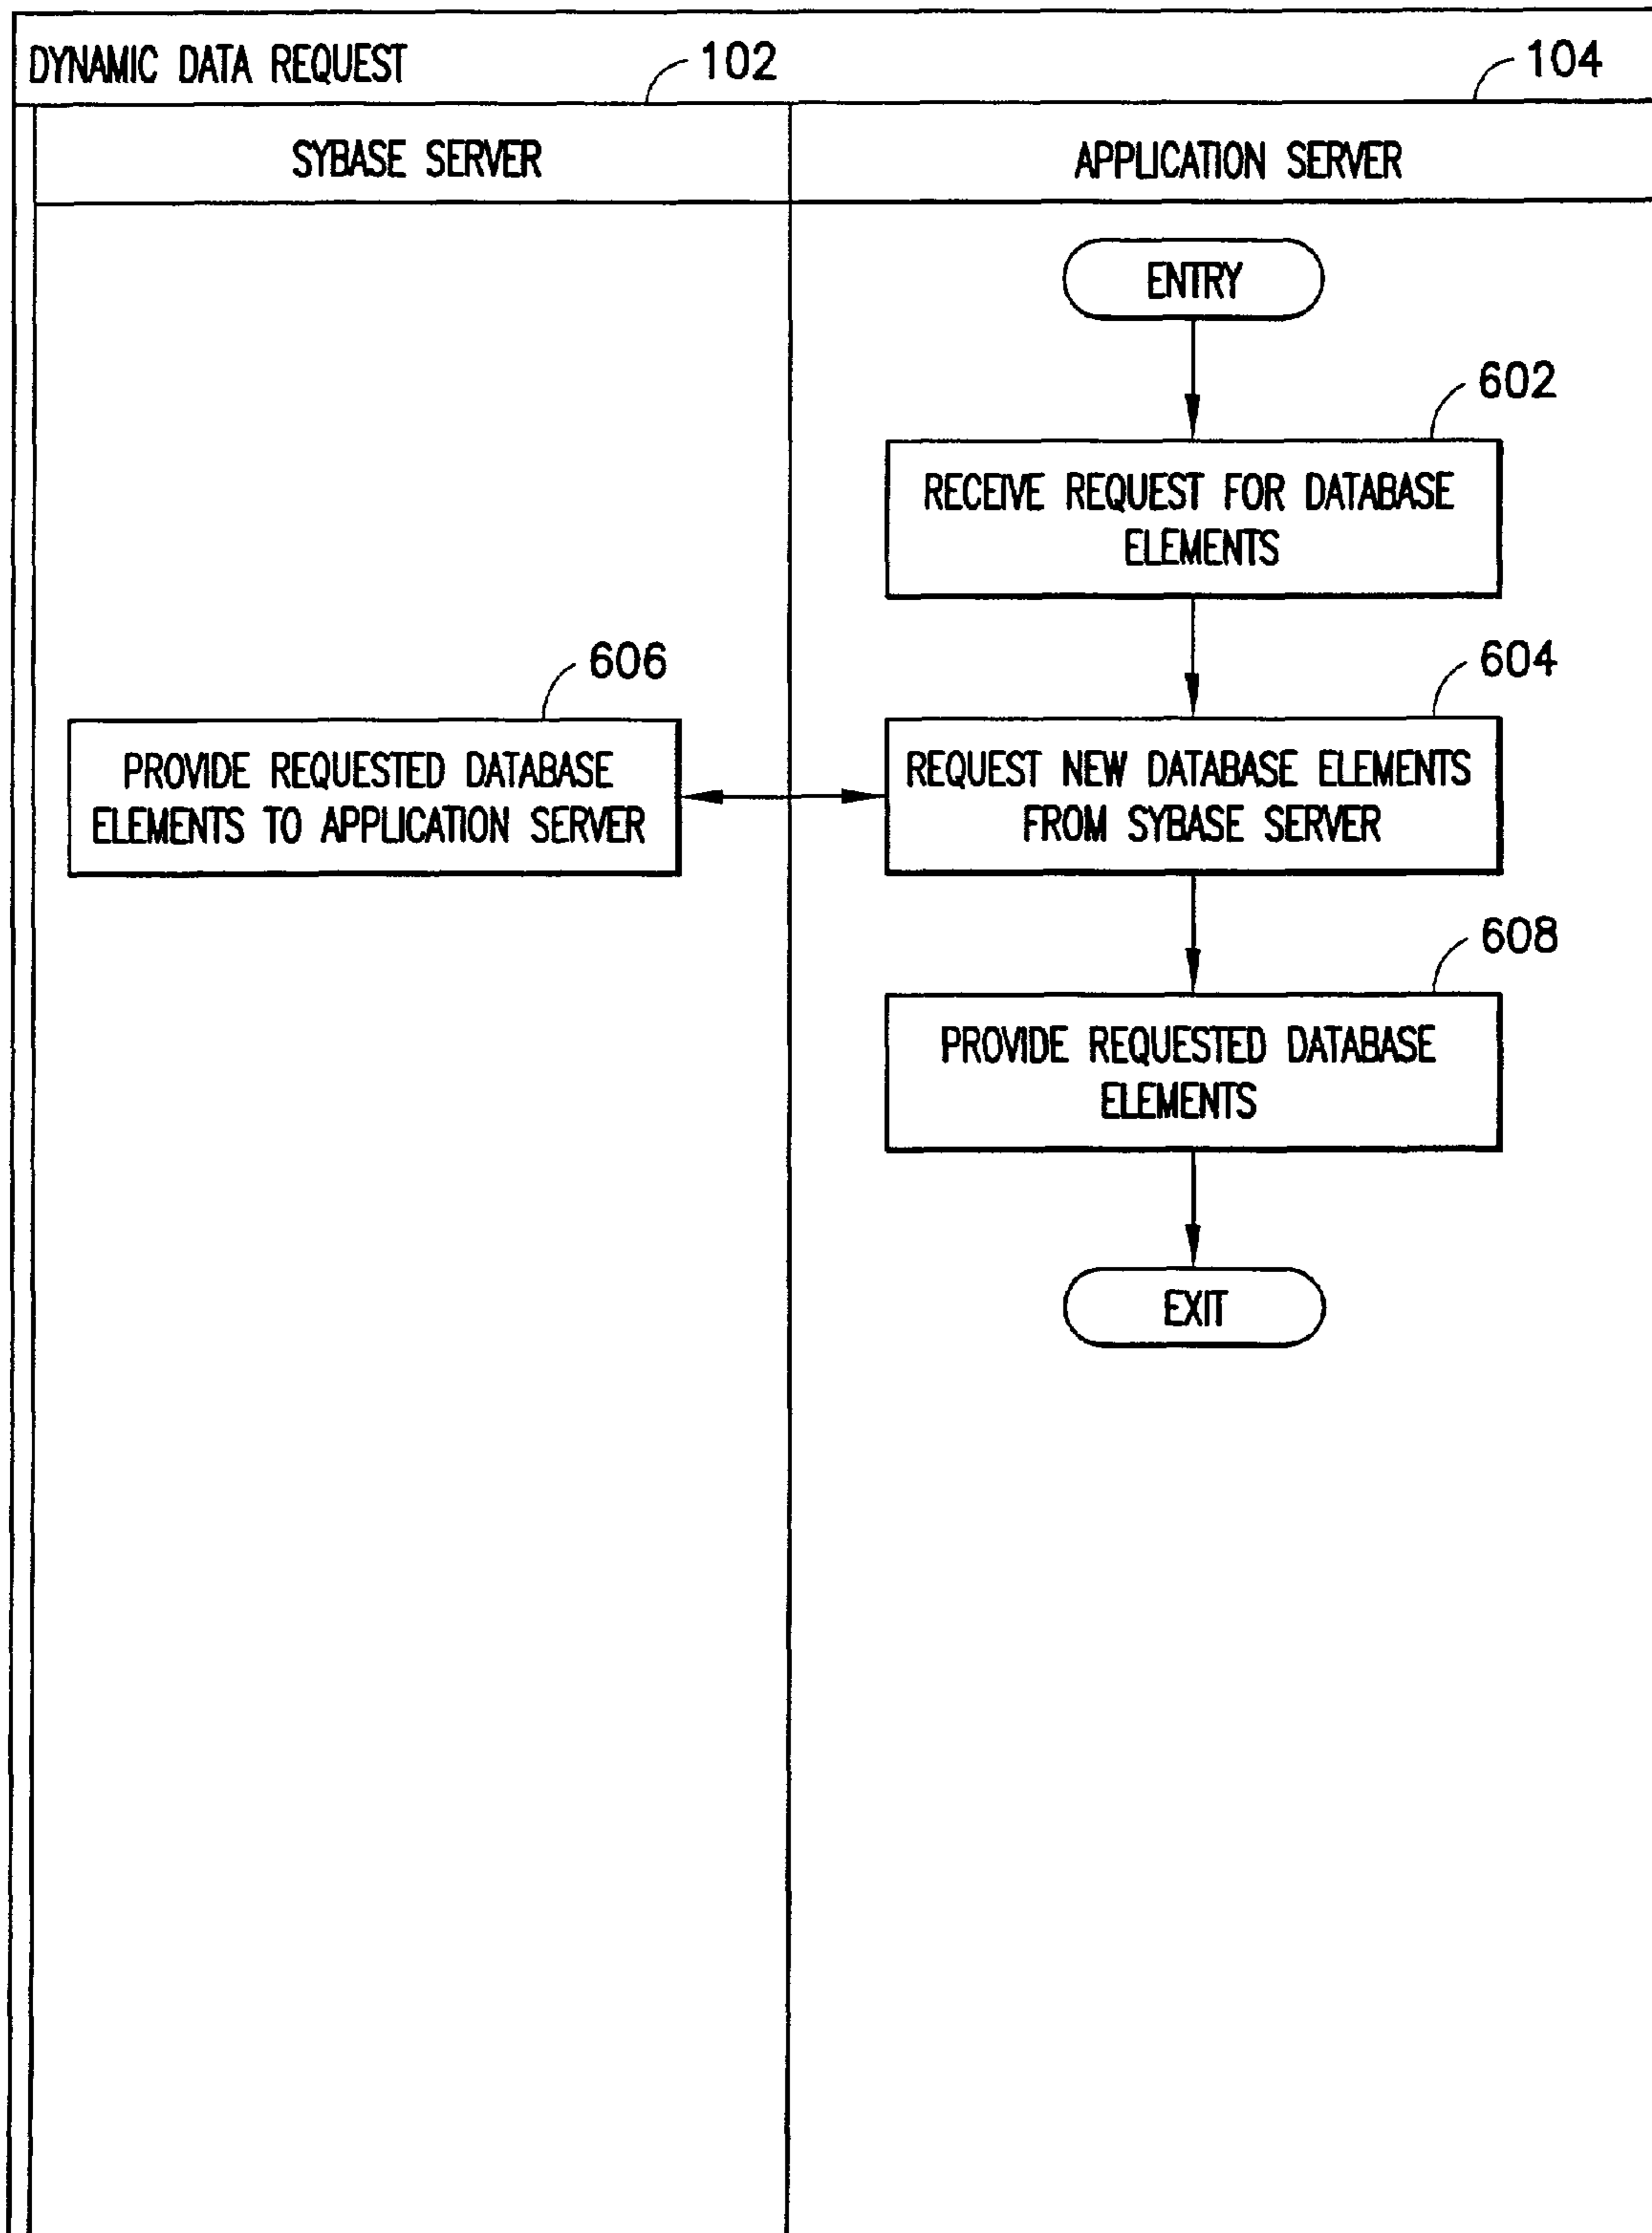 DYNAMIC DATA REQUEST
102
104
SYBASE SERVER
APPLICATION SERVER
ENTRY
602
RECEIVE REQUEST FOR DATABASE
ELEMENTS
606
604
PROVIDE REQUESTED DATABASE
ELEMENTS TO APPLICATION SERVER
REQUEST NEW DATABASE ELEMENTS
FROM SYBASE SERVER
608
PROVIDE REQUESTED DATABASE
ELEMENTS
EXIT